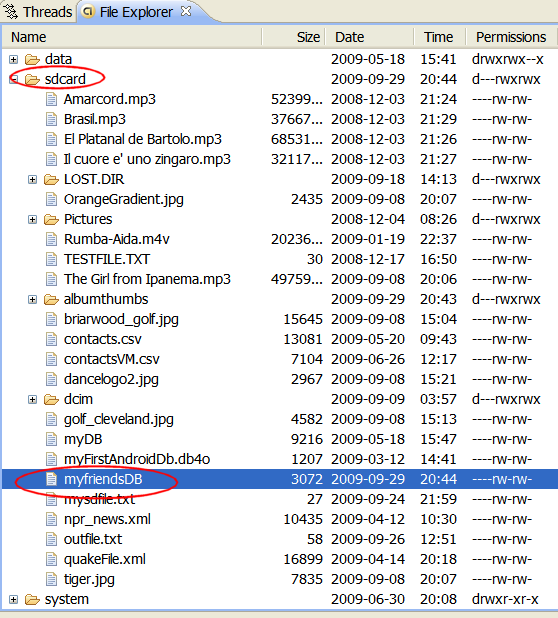 Threads File Explorer
Name Size Date Time Permissions
data 2009-05-18 15:41 drwxrwx--x
sdcard 2009-09-29 20:44 d---rwxrwx
Amarcord.mp3 52399... 2008-12-03 21:24 ----rw-rw-
Brasil.mp3 37667... 2008-12-03 21:29 ----rw-rw-
El Platanal de Bartolo.mp3 68531... 2008-12-03 21:26 ----rw-rw-
Il cuore e' uno zingaro.mp3 32117... 2008-12-03 21:27 ----rw-rw-
LOST.DIR 2009-09-18 14:13 d---rwxrwx
OrangeGradient.jpg 2435 2009-09-09 20:07 ----rw-rw-
Pictures 2008-12-04 08:26 d---rwxrwx
Rumba-Aida.m4v 20236... 2009-01-19 22:37 ----rw-rw-
TESTFILE.TXT 30 2008-12-17 16:50 ----rw-rw-
The Girl from Ipanema.mp3 49759... 2009-09-08 20:06 ----rw-rw-
albumthumbs 2009-09-29 20:43 d---rwxrwx
briarwood_golf.jpg 15645 2009-09-08 15:04 ----rw-rw-
contacts.csv 13081 2009-05-20 09:43 ----rw-rw-
contactsVM.csv 7104 2009-06-26 12:17 ----rw-rw-
dancelogo2.jpg 2967 2009-09-08 15:21 ----rw-rw-
dcim 2009-09-09 03:57 d---rwxrwx
golf_cleveland.jpg 4582 2009-09-08 15:13 ----rw-rw-
myDB 9216 2009-05-18 15:47 ----rw-rw-
myFirstAndroidDb.db4o 1207 2009-03-12 14:41 ----rw-rw-
myfriendsDB 3072 2009-09-29 20:44 ----rw-rw-
mysdfile.txt 27 2009-09-24 21:59 ----rw-rw-
npr_news.xml 10435 2009-04-12 10:30 ----rw-rw-
outfile.txt 58 2009-09-26 12:51 ----rw-rw-
quakeFile.xml 16899 2009-04-14 20:18 ----rw-rw-
tiger.jpg 7835 2009-09-08 20:07 ----rw-rw-
system 2009-06-30 20:08 drwxr-xr-x